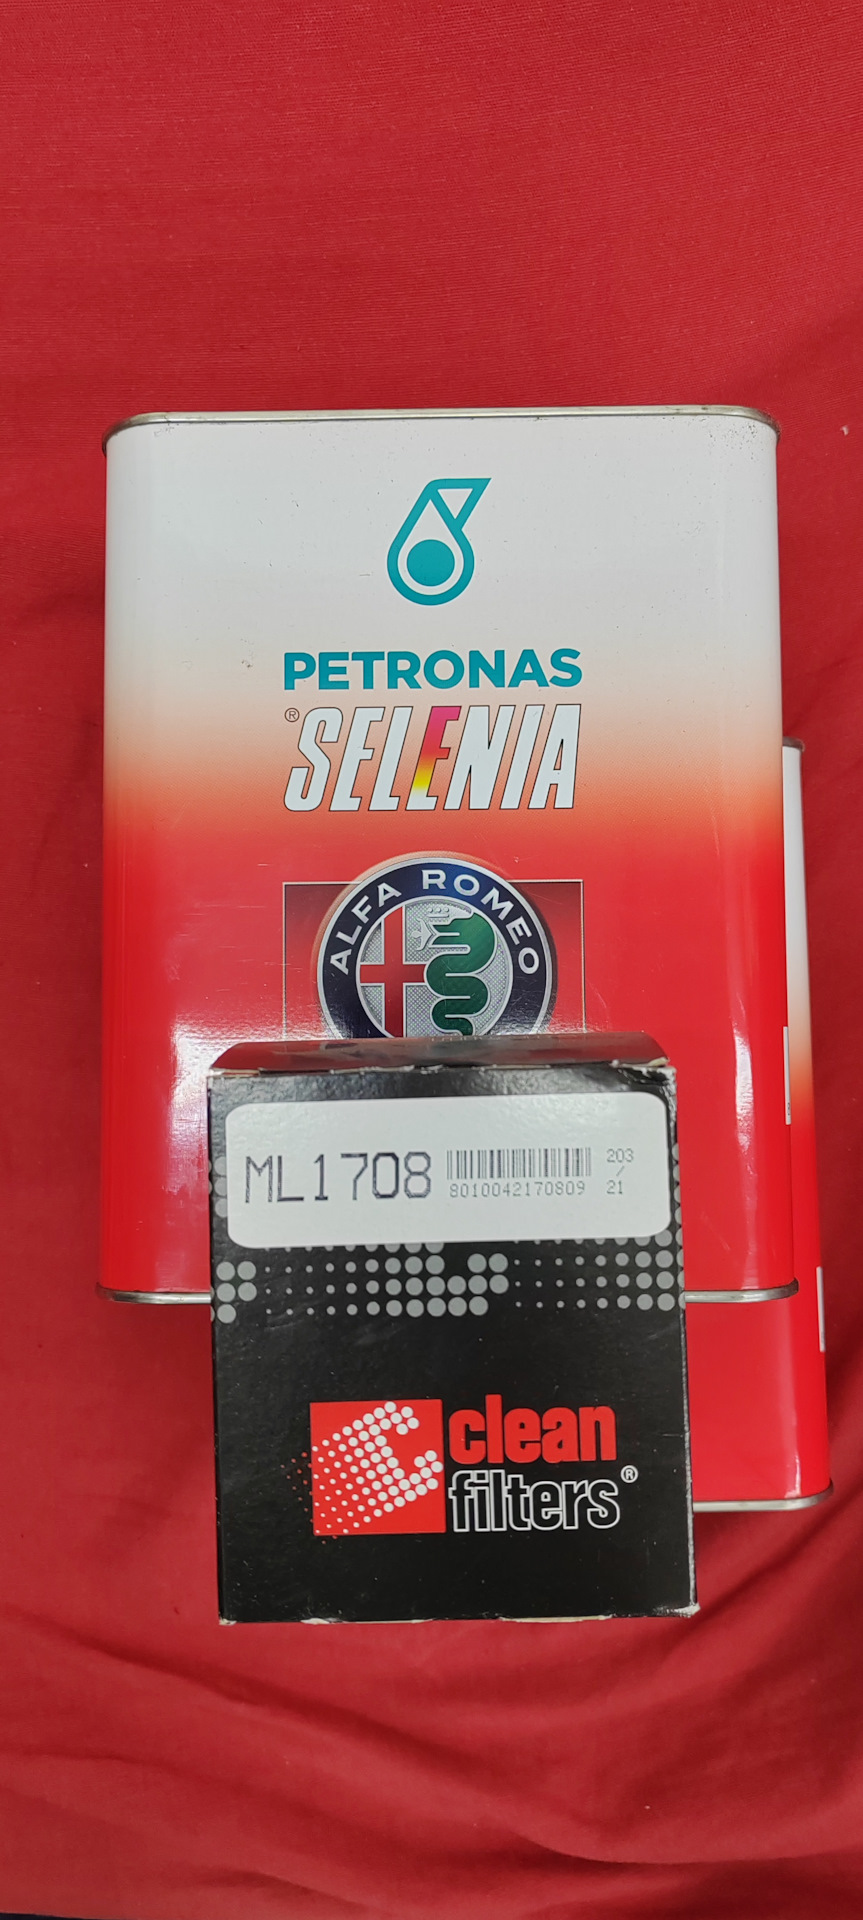 PETRONAS
® SELENIA
ALFA ROMEO
ML1708
8010042170809
203
/
21
clean
filters®